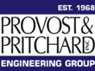 EST. 1968
PROVOST&
PRITCHARD
ENGINEERING GROUP